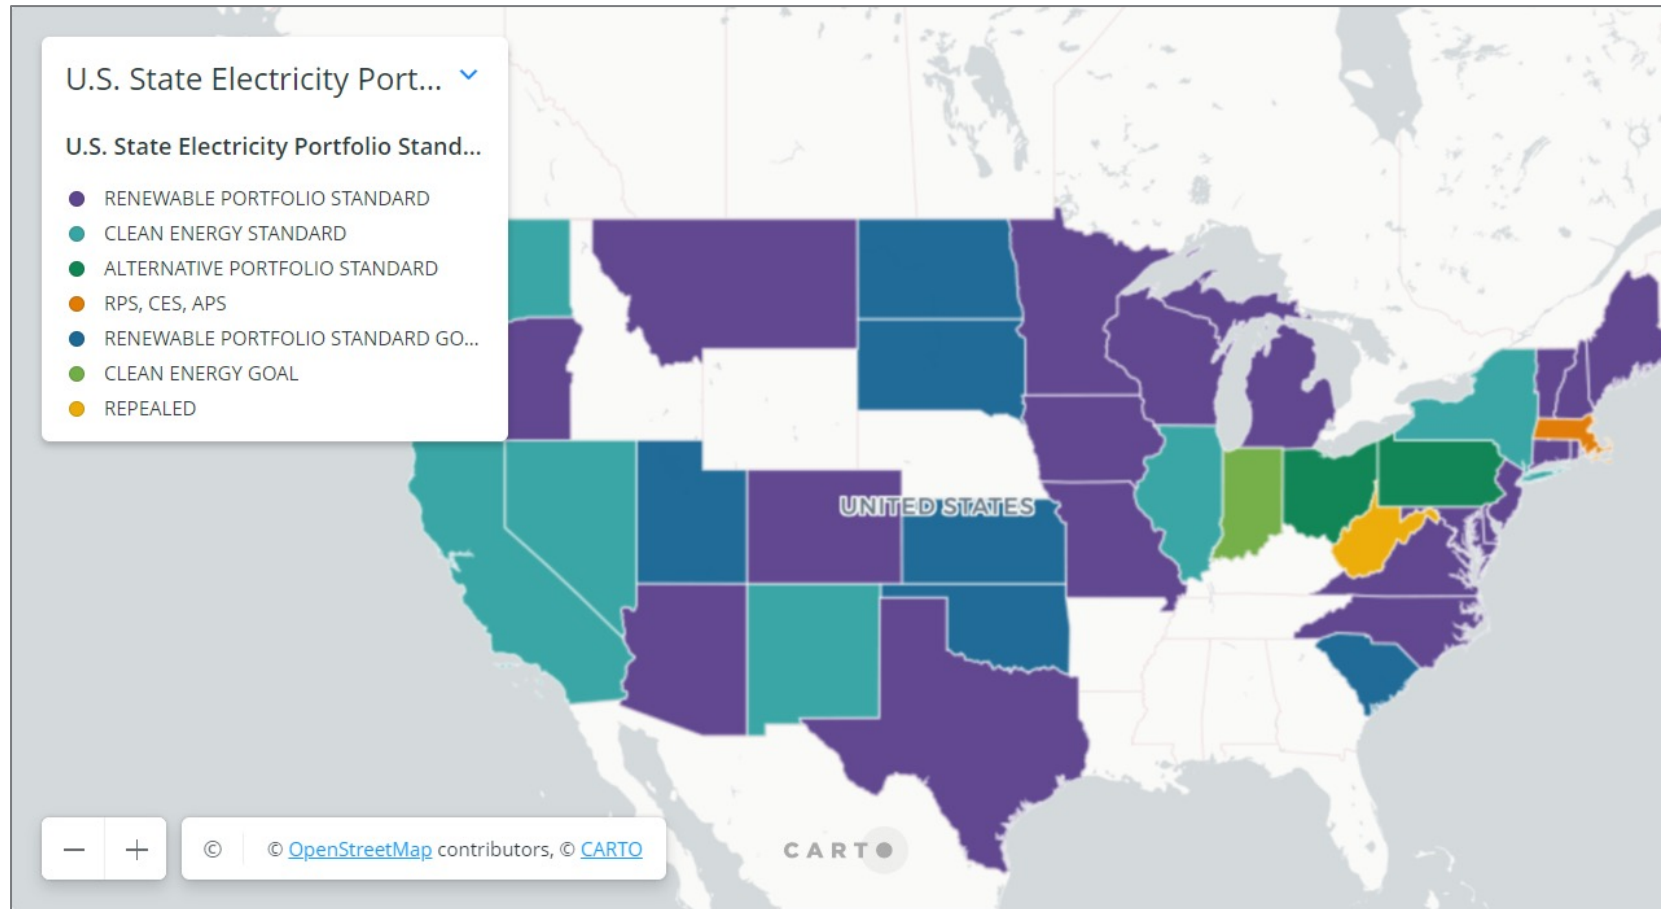 U.S. State Electricity Port...
U.S. State Electricity Portfolio Stand...
RENEWABLE PORTFOLIO STANDARD
CLEAN ENERGY STANDARD
ALTERNATIVE PORTFOLIO STANDARD
RPS, CES, APS
RENEWABLE PORTFOLIO STANDARD GO...
CLEAN ENERGY GOAL
REPEALED
UNITED STATES
© © OpenStreetMap contributors, © CARTO
CARTO